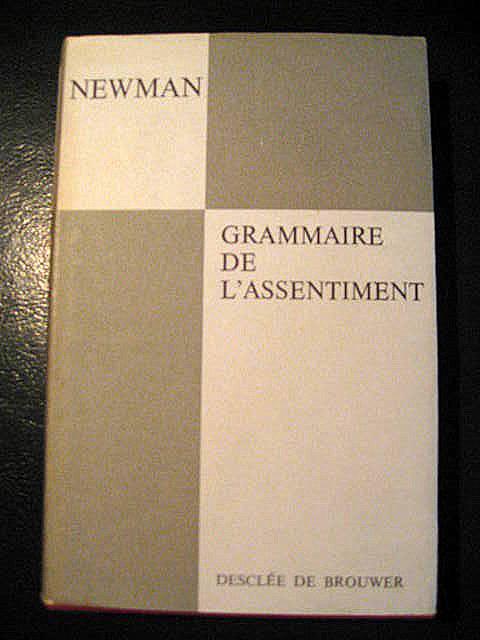 NEWMAN
GRAMMAIRE
DE
L'ASSENTIMENT
DESCLÉE DE BROUWER